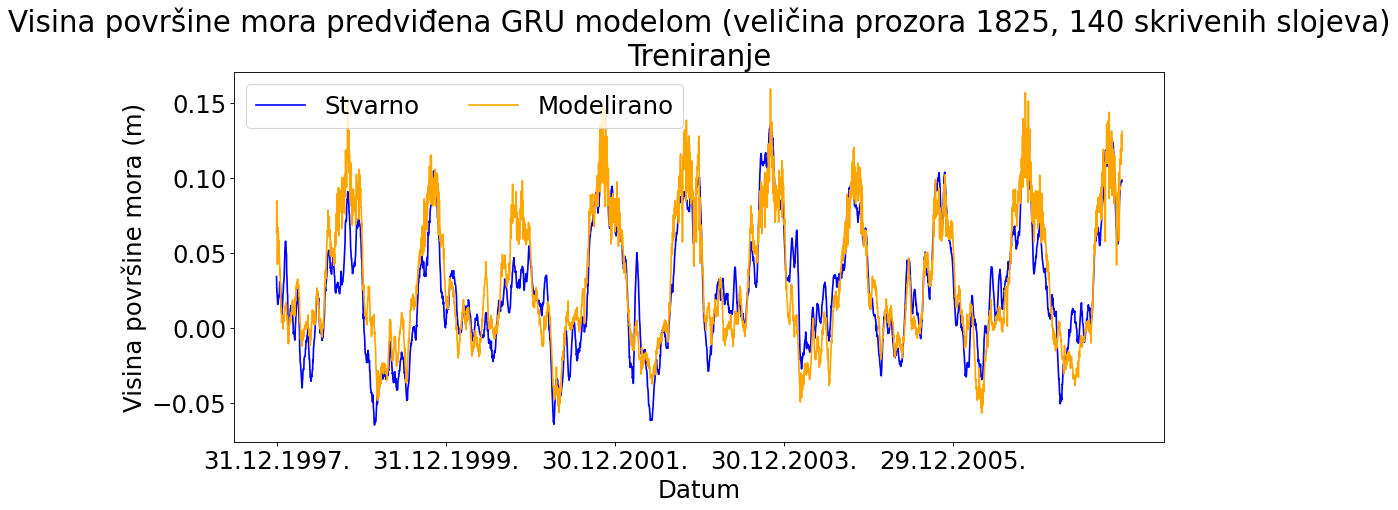 Visina površine mora predviđena GRU modelom (veličina prozora 1825, 140 skrivenih slojeva)
Treniranje
Stvarno Modelirano
Visina površine mora (m)
0.15
0.10
0.05
0.00
−0.05
31.12.1997. 31.12.1999. 30.12.2001. 30.12.2003. 29.12.2005.
Datum